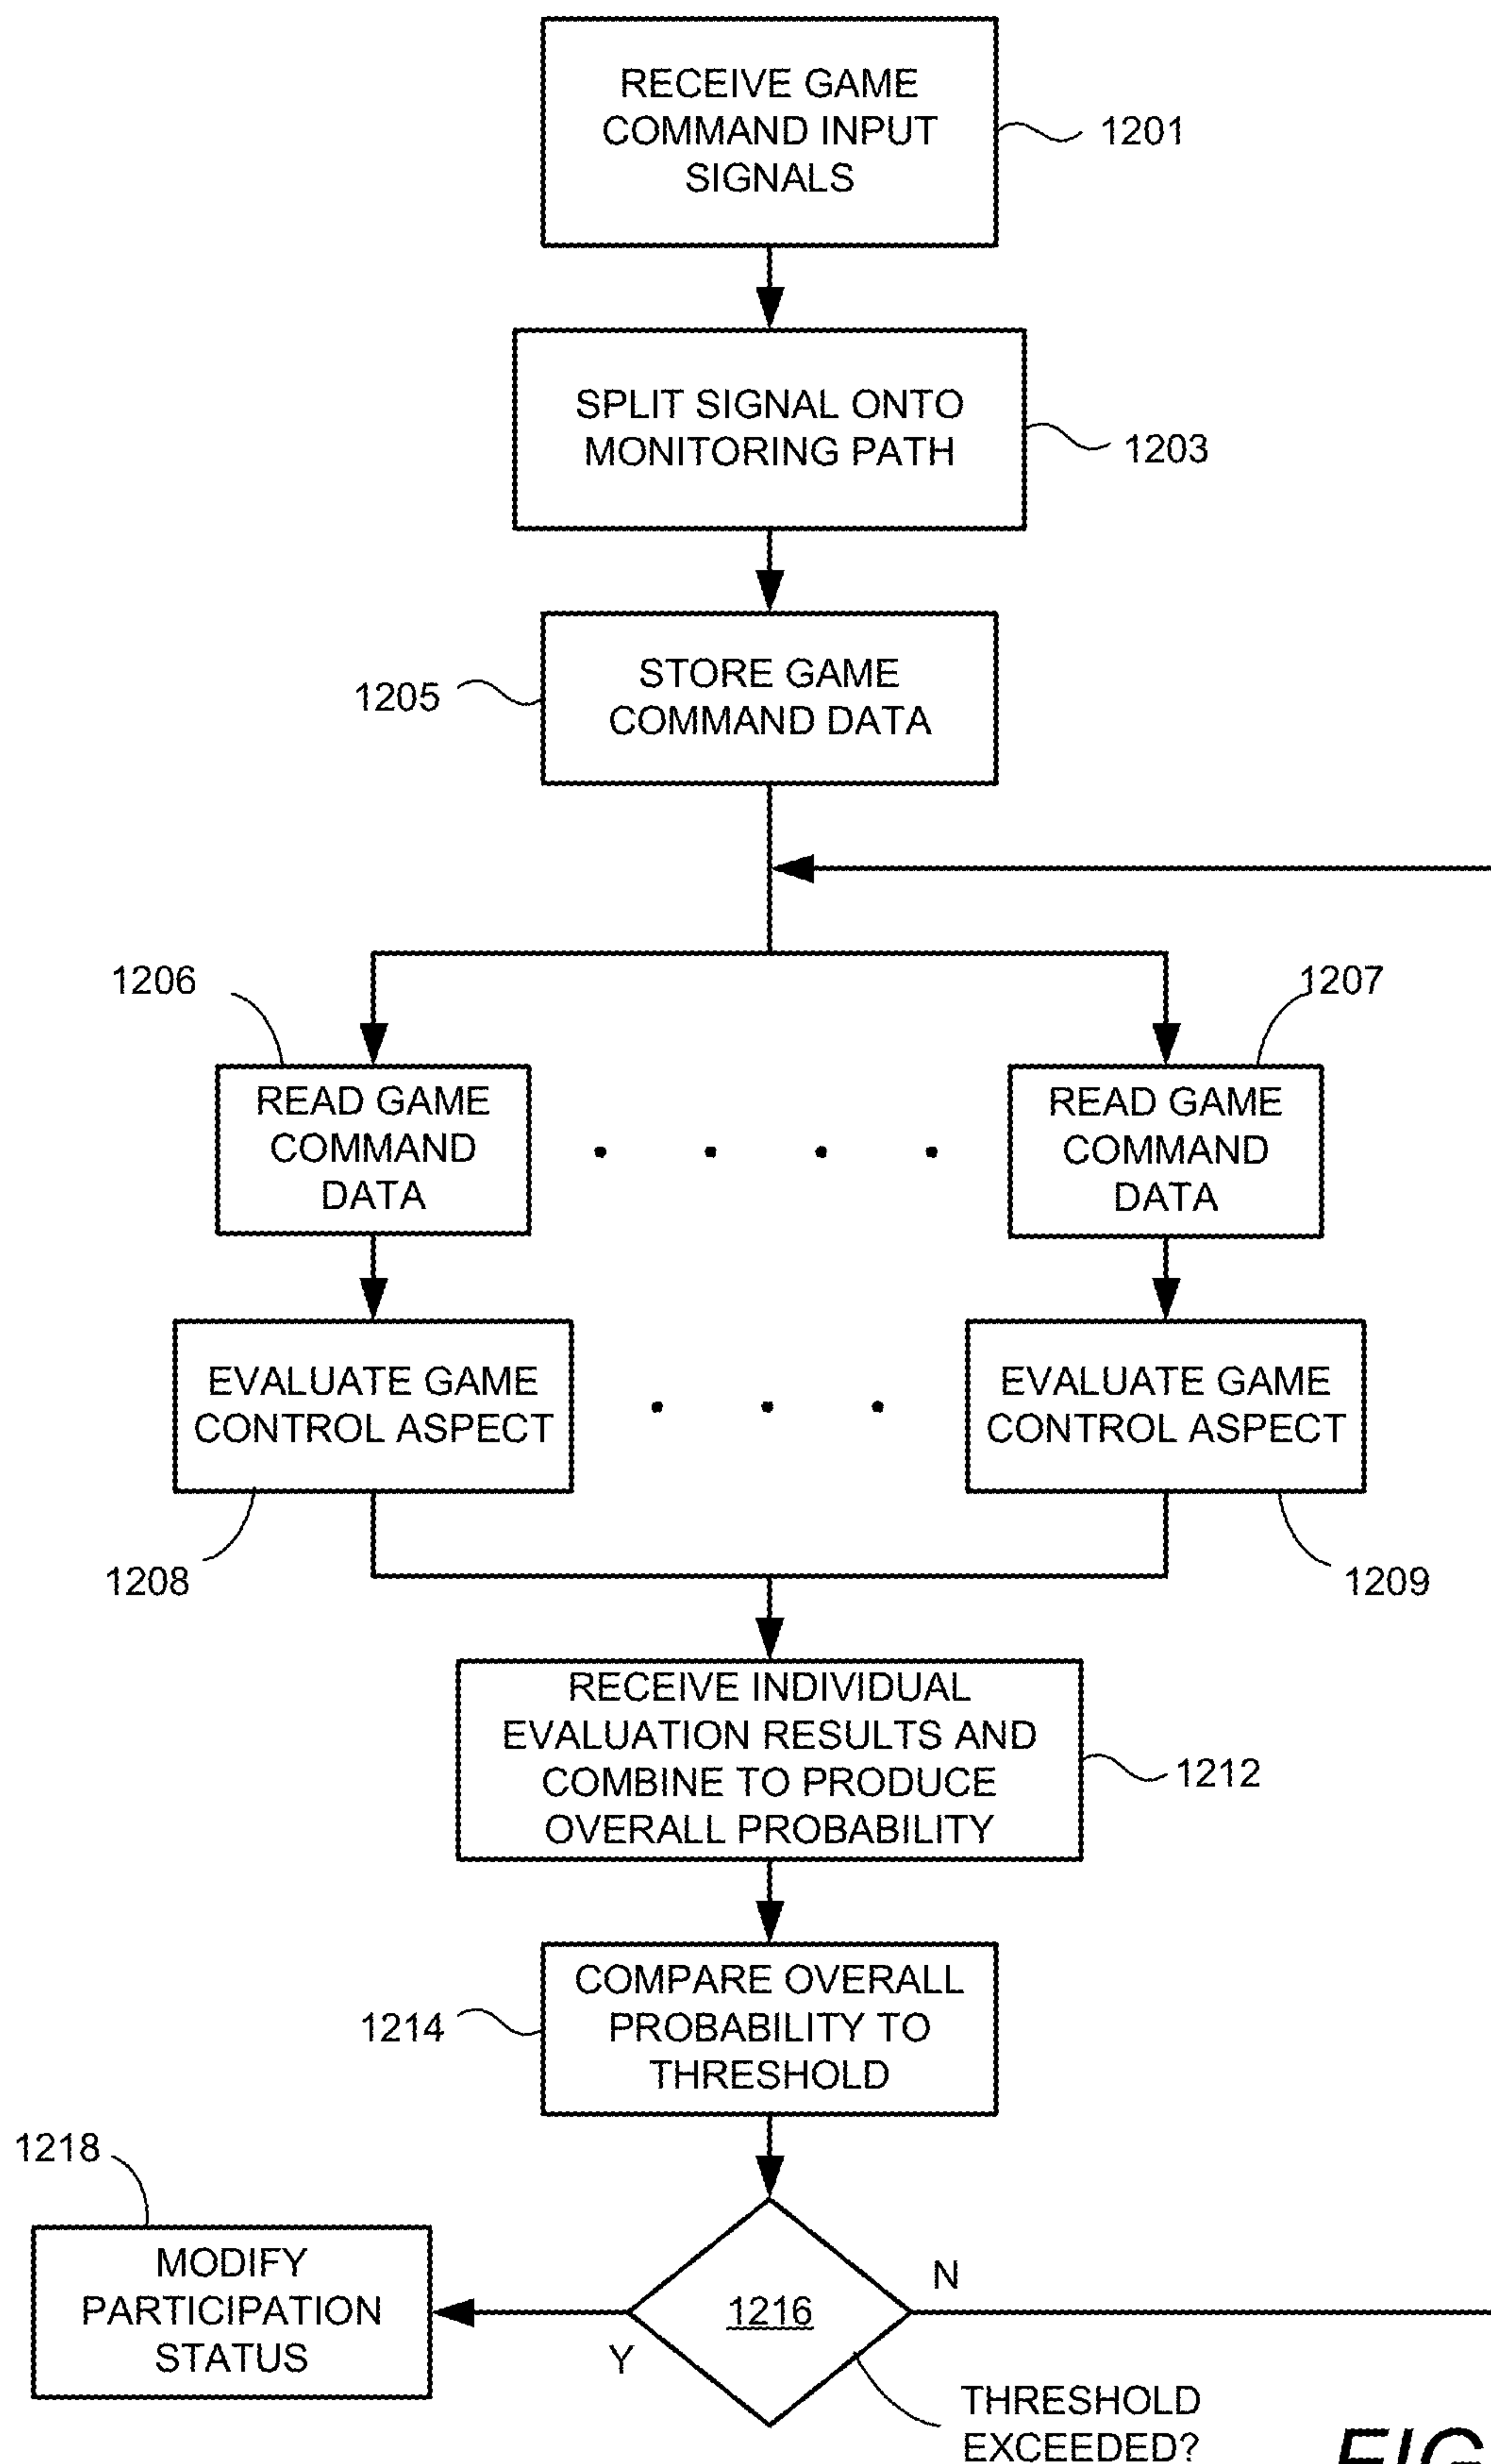 RECEIVE GAME
COMMAND INPUT
SIGNALS
1201
SPLIT SIGNAL ONTO
MONITORING PATH
1203
STORE GAME
COMMAND DATA
1205
1206
1207
READ GAME
COMMAND
DATA
READ GAME
COMMAND
DATA
EVALUATE GAME
CONTROL ASPECT
EVALUATE GAME
CONTROL ASPECT
1208
1209
RECEIVE INDIVIDUAL
EVALUATION RESULTS AND
COMBINE TO PRODUCE
OVERALL PROBABILITY
1212
COMPARE OVERALL
PROBABILITY TO
THRESHOLD
1214
1218
MODIFY
PARTICIPATION
STATUS
1216
N
Y
THRESHOLD
EXCEEDED?